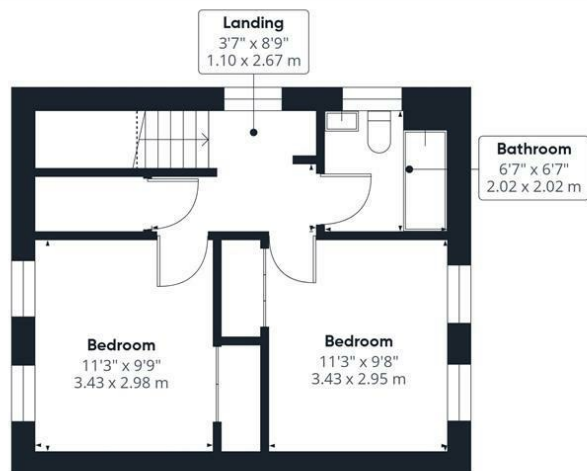 Landing
3'7" x 8'9"
1.10 x 2.67 m
Bathroom
6'7" x 6'7"
2.02 x 2.02 m
Bedroom
11'3" x 9'9"
3.43 x 2.98 m
Bedroom
11'3" x 9'8"
3.43 x 2.95 m